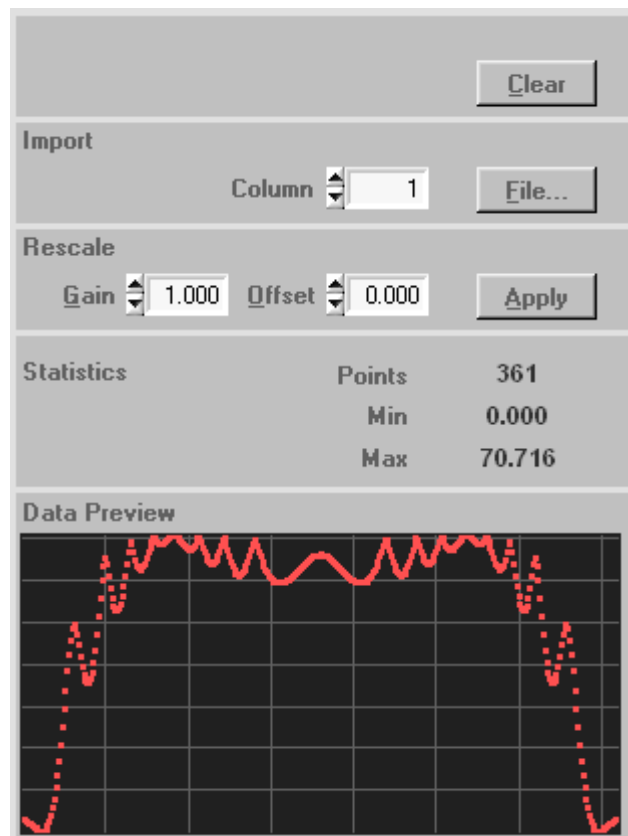 Clear
Import
Column 1 File...
Rescale
Gain 1.000 Offset 0.000 Apply
Statistics Points 361
Min 0.000
Max 70.716
Data Preview